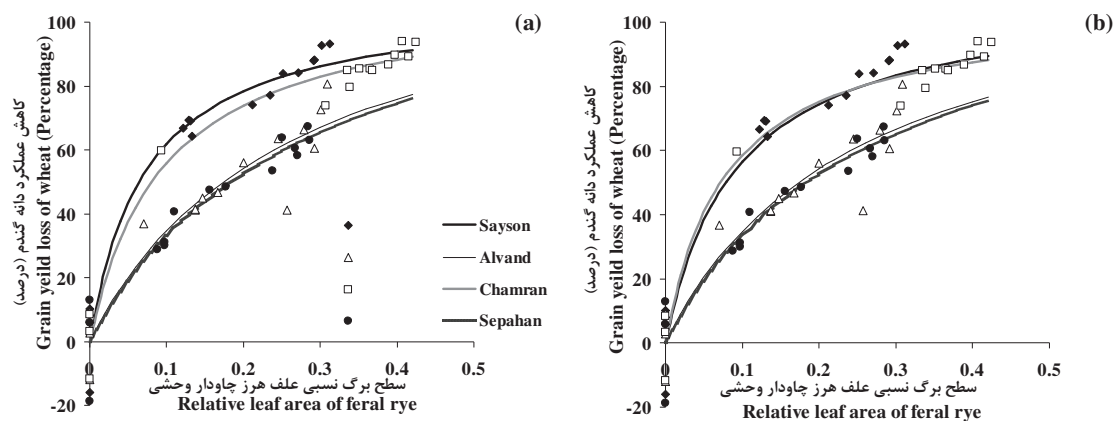 (a)
کاهش عملکرد دانه گندم (درصد)
Grain yeild loss of wheat (Percentage)
100
80
60
40
20
0
-20
0
0.1
0.2
0.3
0.4
0.5
Sayson
Alvand
Chamran
Sepahan
سطح برگ نسبی علف هرز چاودار وحشی
Relative leaf area of feral rye
(b)
کاهش عملکرد دانه گندم (درصد)
Grain yeild loss of wheat (Percentage)
100
80
60
40
20
0
-20
0
0.1
0.2
0.3
0.4
0.5
سطح برگ نسبی علف هرز چاودار وحشی
Relative leaf area of feral rye